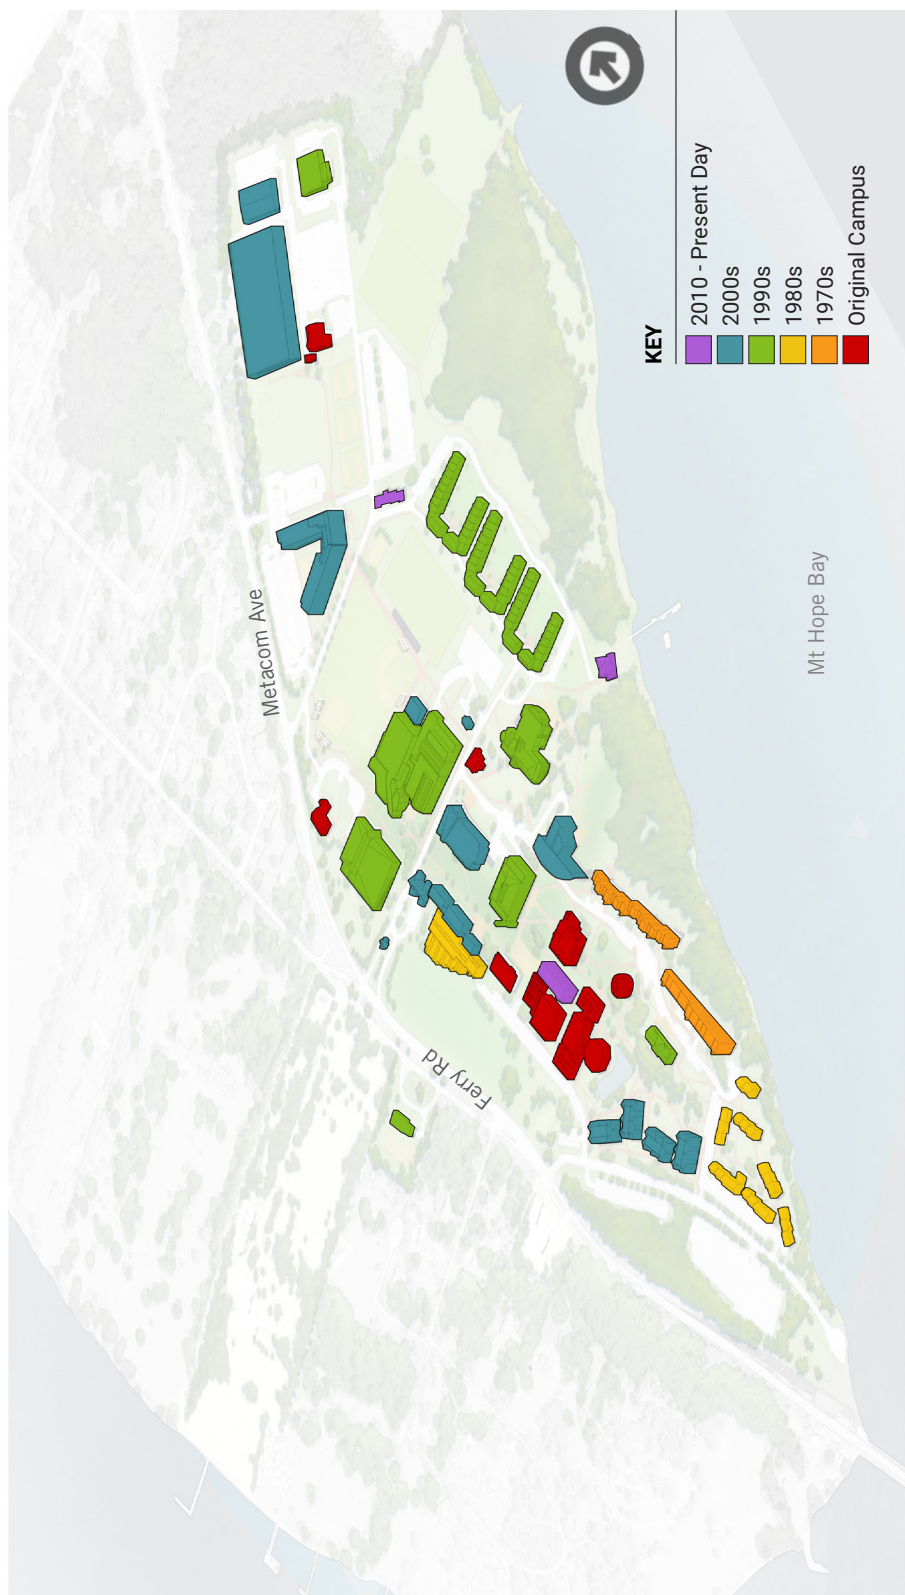 KEY
2010 - Present Day
2000s
1990s
1980s
1970s
Original Campus
Metacom Ave
Ferry Rd
Mt Hope Bay